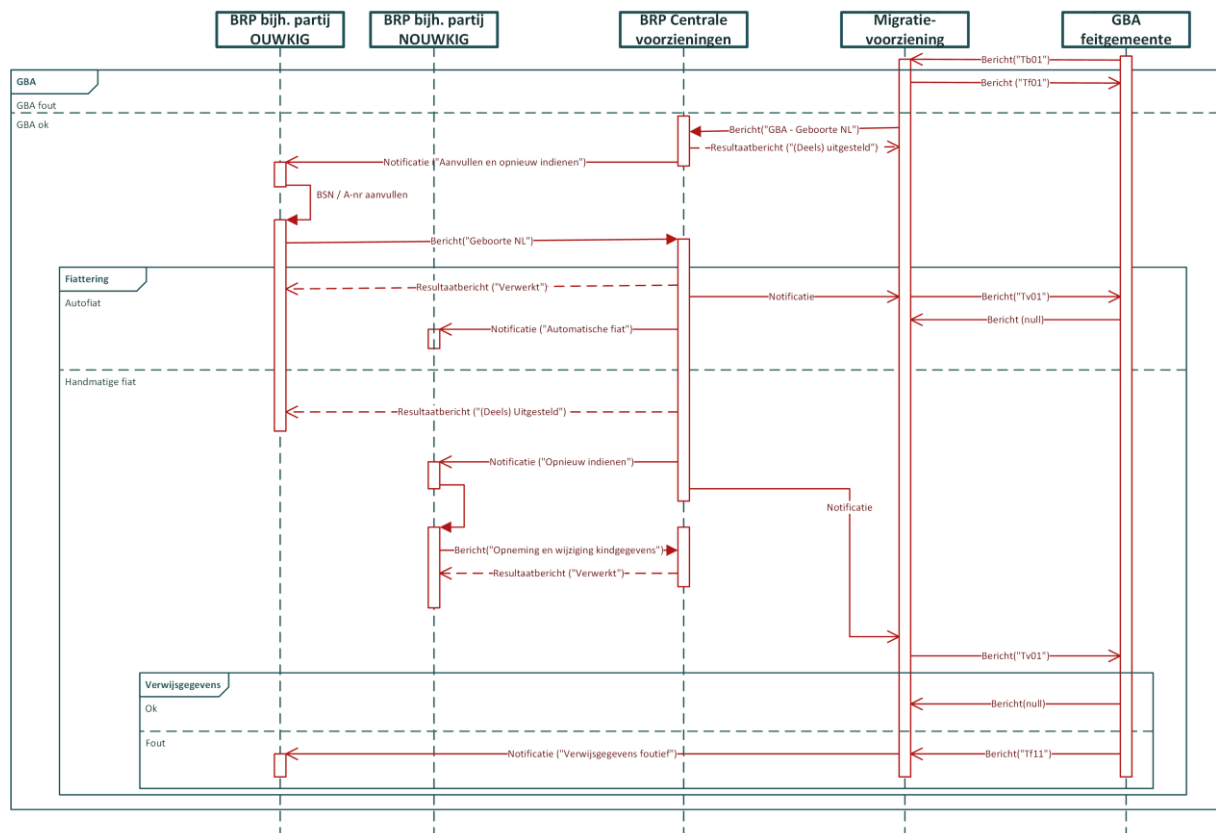 BRP bijh. partij
OUWKIG
BRP bijh. partij
NOUWKIG
BRP Centrale
voorzieningen
Migratie-
voorziening
GBA
feitgemeente
Bericht("Tb01")
GBA
Bericht ("Tf01")
GBA fout
GBA ok
Bericht("GBA - Geboorte NL")
Resultaatbericht ("(Deels) uitgesteld")
Notificatie ("Aanvullen en opnieuw indienen")
BSN / A-nr aanvullen
Bericht("Geboorte NL")
Fiattering
Autofiat
Resultaatbericht ("Verwerkt")
Notificatie
Bericht("Tv01")
Bericht (null)
Notificatie ("Automatische fiat")
Handmatige fiat
Resultaatbericht ("(Deels) Uitgesteld")
Notificatie ("Opnieuw indienen")
Notificatie
Bericht("Opneming en wijziging kindgegevens")
Resultaatbericht ("Verwerkt")
Bericht("Tv01")
Verwijsgegevens
Ok
Bericht(null)
Fout
Notificatie ("Verwijsgegevens foutief")
Bericht("Tf11")